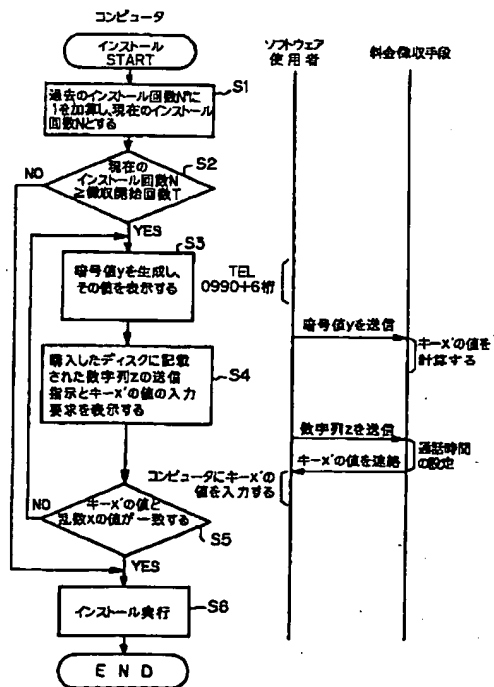 コンピュータ
インストール
START
S1
過去のインストール回数N'に
1を加算し、現在のインストール
回数Nとする
S2
現在の
インストール回数N
≧徴収開始回数T
NO
YES
S3
暗号値yを生成し、
その値を表示する
S4
購入したディスクに記載
された数字列zの送信
指示とキーx'の値の入力
要求を表示する
NO
キーx'の値と
乱数xの値が一致する
S5
YES
インストール実行
S6
END
ソフトウェア
使用者
料金徴収手段
TEL
0990+6桁
暗号値yを送信
キーx'の値を
計算する
数字列zを送信
通話時間
の設定
キーx'の値を連絡
コンピュータにキーx'の
値を入力する